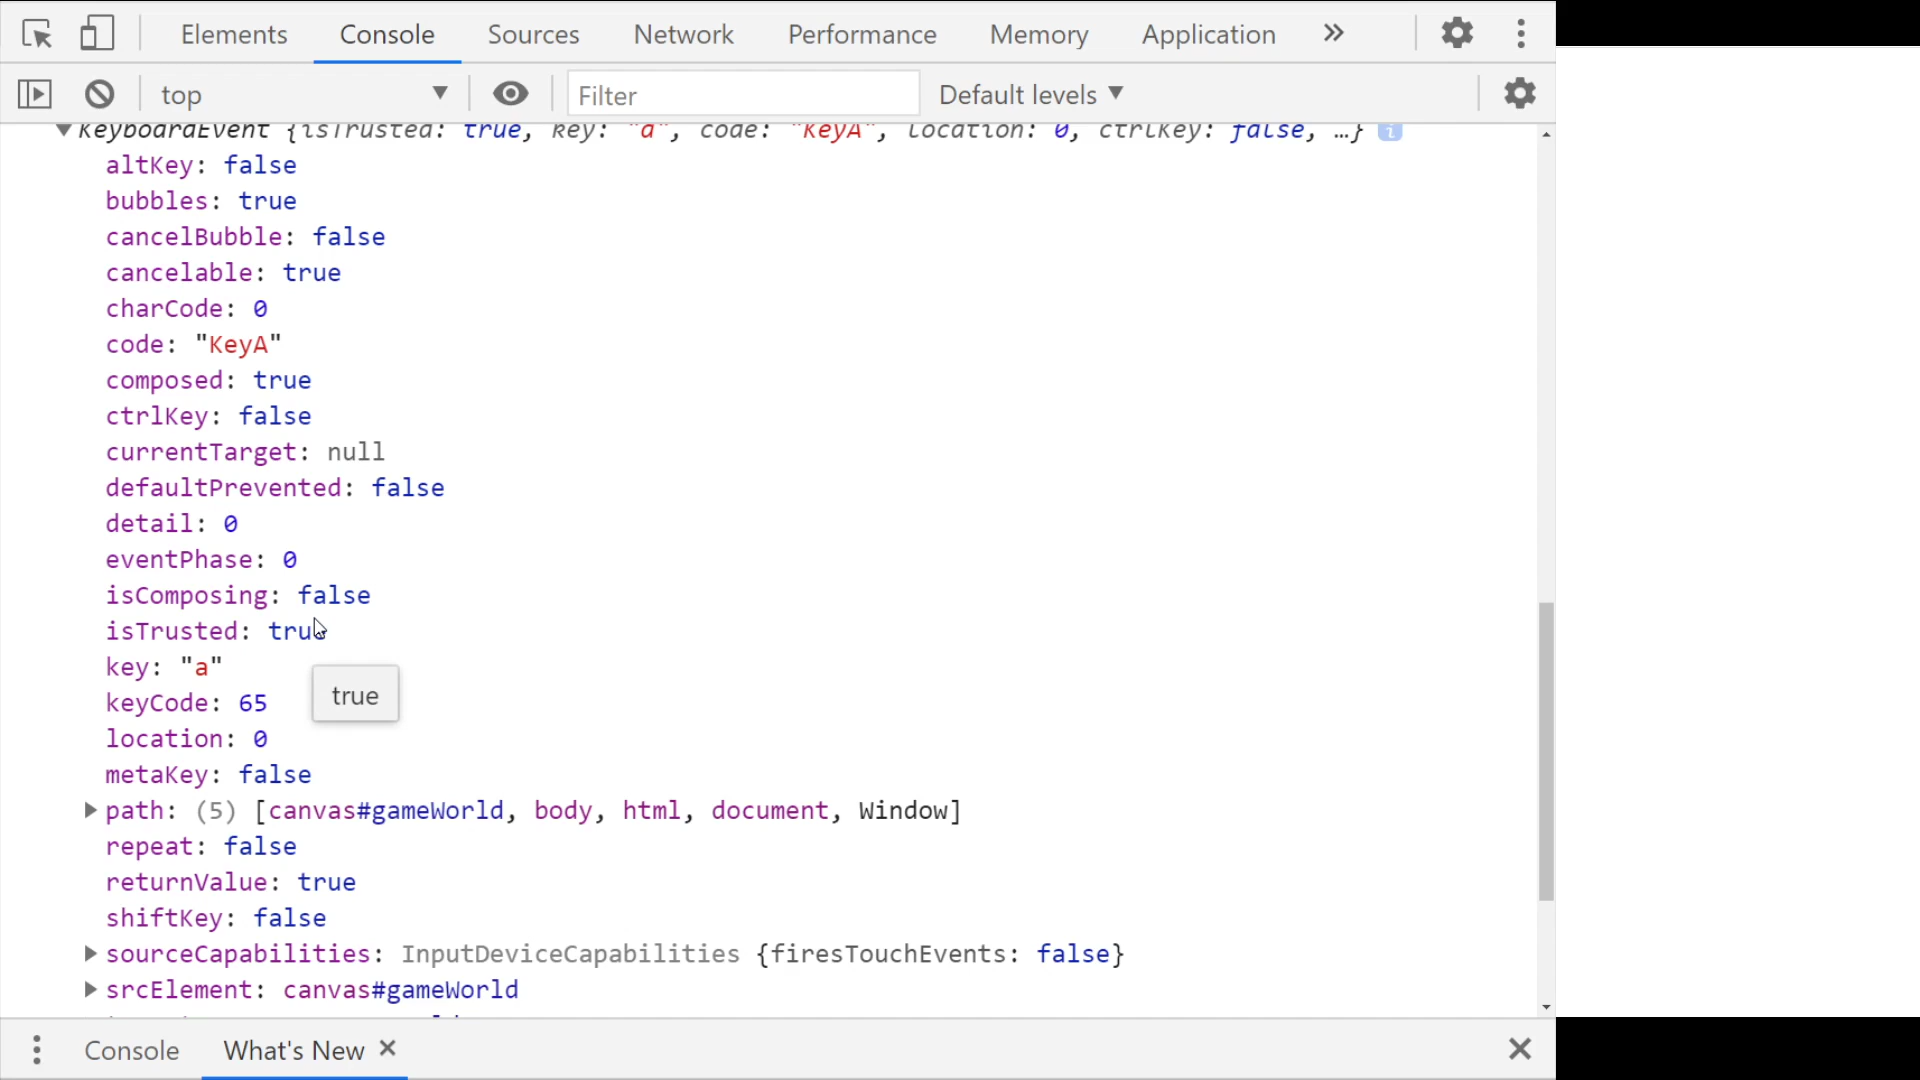 Elements Console Sources Network Performance Memory Application »
top Filter Default levels
KeyboardEvent {isTrusted: true, key: "a", code: "KeyA", location: 0, ctrlKey: false, …} i
altKey: false
bubbles: true
cancelBubble: false
cancelable: true
charCode: 0
code: "KeyA"
composed: true
ctrlKey: false
currentTarget: null
defaultPrevented: false
detail: 0
eventPhase: 0
isComposing: false
isTrusted: true
key: "a"
true
keyCode: 65
location: 0
metaKey: false
path: (5) [canvas#gameWorld, body, html, document, Window]
repeat: false
returnValue: true
shiftKey: false
sourceCapabilities: InputDeviceCapabilities {firesTouchEvents: false}
srcElement: canvas#gameWorld
Console What's New